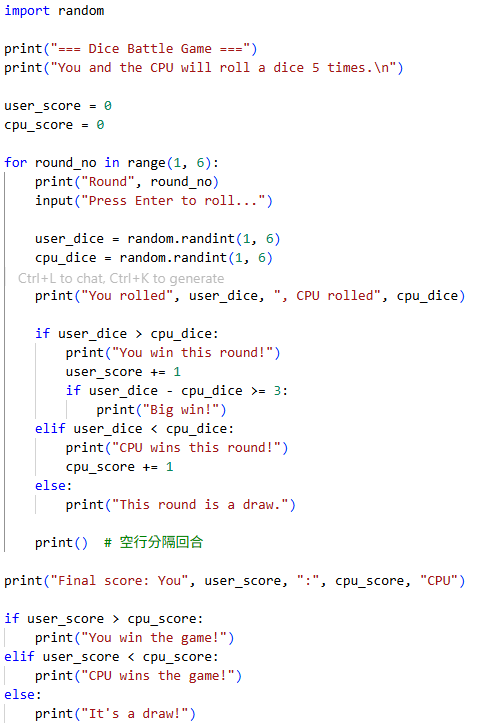 import random
print("=== Dice Battle Game ===")
print("You and the CPU will roll a dice 5 times.\n")
user_score = 0
cpu_score = 0
for round_no in range(1, 6):
    print("Round", round_no)
    input("Press Enter to roll...")
    user_dice = random.randint(1, 6)
    cpu_dice = random.randint(1, 6)
Ctrl+L to chat, Ctrl+K to generate
    print("You rolled", user_dice, ", CPU rolled", cpu_dice)
    if user_dice > cpu_dice:
        print("You win this round!")
        user_score += 1
        if user_dice - cpu_dice >= 3:
            print("Big win!")
    elif user_dice < cpu_dice:
        print("CPU wins this round!")
        cpu_score += 1
    else:
        print("This round is a draw.")
    print()  # 空行分隔回合
print("Final score: You", user_score, ":", cpu_score, "CPU")
if user_score > cpu_score:
    print("You win the game!")
elif user_score < cpu_score:
    print("CPU wins the game!")
else:
    print("It's a draw!")